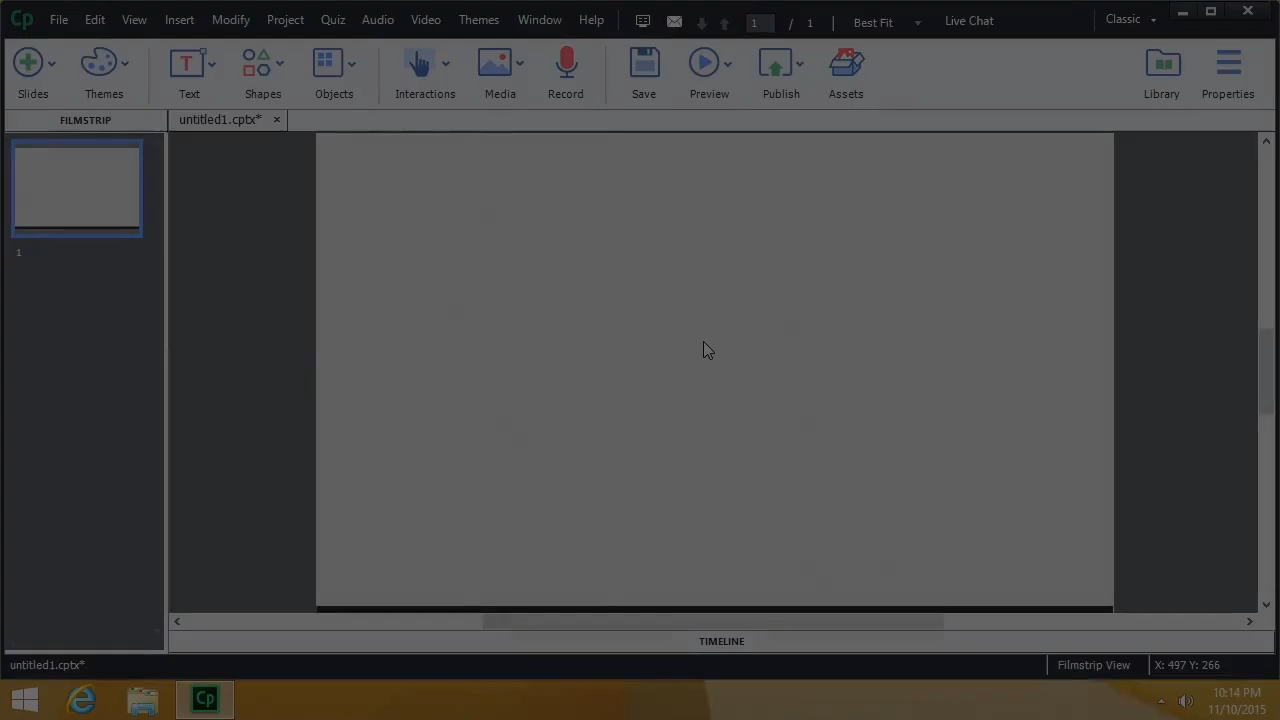 Cp File Edit View Insert Modify Project Quiz Audio Video Themes Window Help 1 / 1 Best Fit Live Chat Classic
Slides Themes Text Shapes Objects Interactions Media Record Save Preview Publish Assets Library Properties
FILMSTRIP untitled1.cptx*
1
TIMELINE
untitled1.cptx* Filmstrip View X: 497 Y: 266
Cp 10:14 PM
11/10/2015